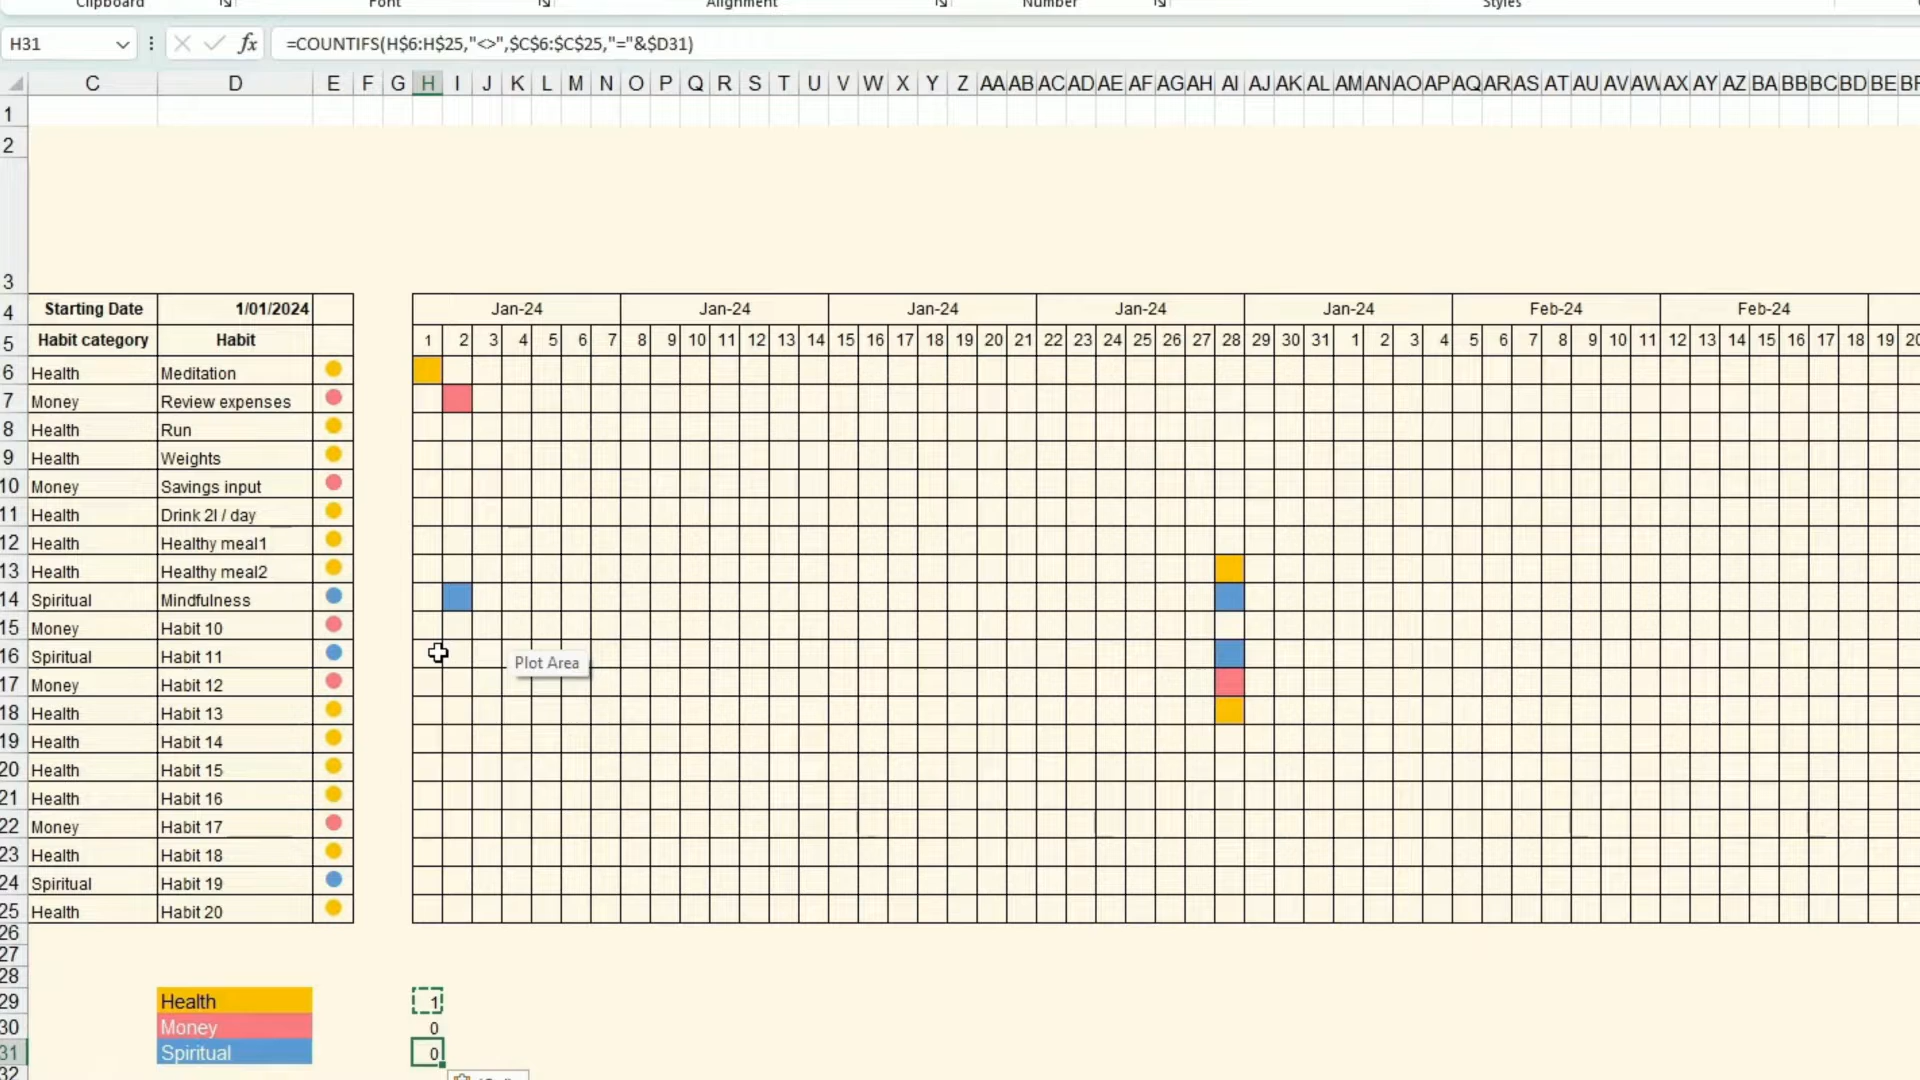 Clipboard Font Alignment Number Styles
H31 fx =COUNTIFS(H$6:H$25,"<>",$C$6:$C$25,"="&$D31)
C D E F G H I J K L M N O P Q R S T U V W X Y Z AA AB AC AD AE AF AG AH AI AJ AK AL AM AN AO AP AQ AR AS AT AU AV AW AX AY AZ BA BB BC BD BE
1
2
3
4 Starting Date 1/01/2024 Jan-24 Jan-24 Jan-24 Jan-24 Jan-24 Feb-24 Feb-24
5 Habit category Habit 1 2 3 4 5 6 7 8 9 10 11 12 13 14 15 16 17 18 19 20 21 22 23 24 25 26 27 28 29 30 31 1 2 3 4 5 6 7 8 9 10 11 12 13 14 15 16 17 18 19
6 Health Meditation
7 Money Review expenses
8 Health Run
9 Health Weights
10 Money Savings input
11 Health Drink 2l / day
12 Health Healthy meal1
13 Health Healthy meal2
14 Spiritual Mindfulness
15 Money Habit 10
16 Spiritual Habit 11 Plot Area
17 Money Habit 12
18 Health Habit 13
19 Health Habit 14
20 Health Habit 15
21 Health Habit 16
22 Money Habit 17
23 Health Habit 18
24 Spiritual Habit 19
25 Health Habit 20
26
27
28
29 Health 1
30 Money 0
31 Spiritual 0
32